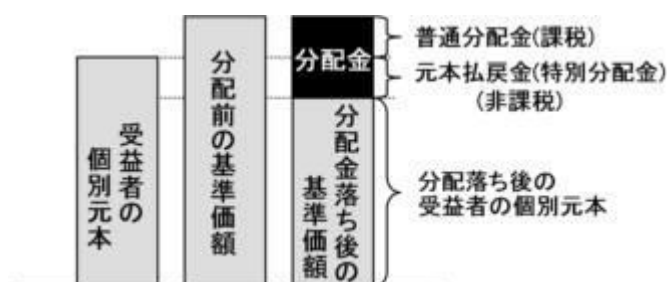 受益者の
個別元本
分配前の基準価額
分配金
分配金落ち後の
基準価額
普通分配金(課税)
元本払戻金(特別分配金)
(非課税)
分配落ち後の
受益者の個別元本